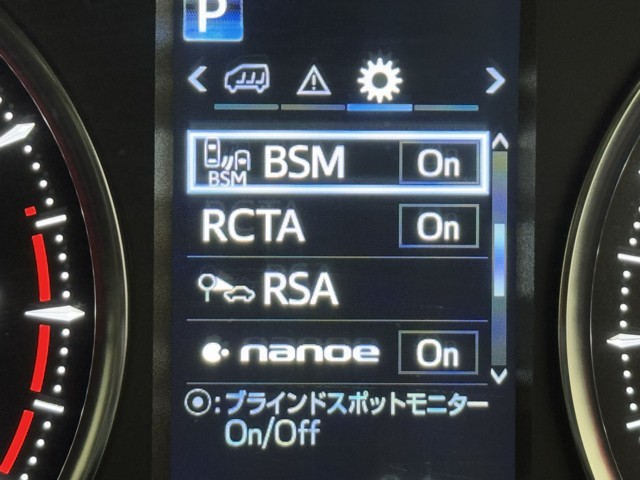 P
BSM BSM On
RCTA On
RSA
nanoe On
◉:ブラインドスポットモニター
On/Off